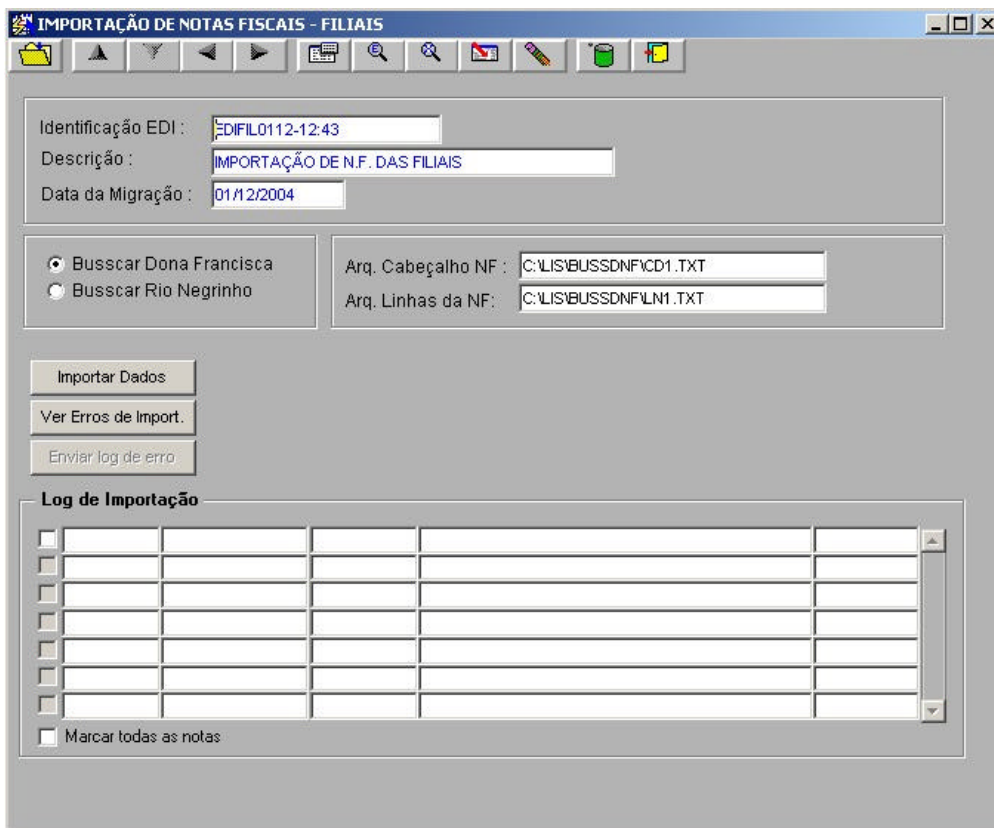 IMPORTAÇÃO DE NOTAS FISCAIS - FILIAIS
Identificação EDI : EDIFIL0112-12:43
Descrição : IMPORTAÇÃO DE N.F. DAS FILIAIS
Data da Migração : 01/12/2004
Busscar Dona Francisca
Busscar Rio Negrinho
Arq. Cabeçalho NF : C:\LIS\BUSSDNF\CD1.TXT
Arq. Linhas da NF: C:\LIS\BUSSDNF\LN1.TXT
Importar Dados
Ver Erros de Import.
Enviar log de erro
Log de Importação
Marcar todas as notas